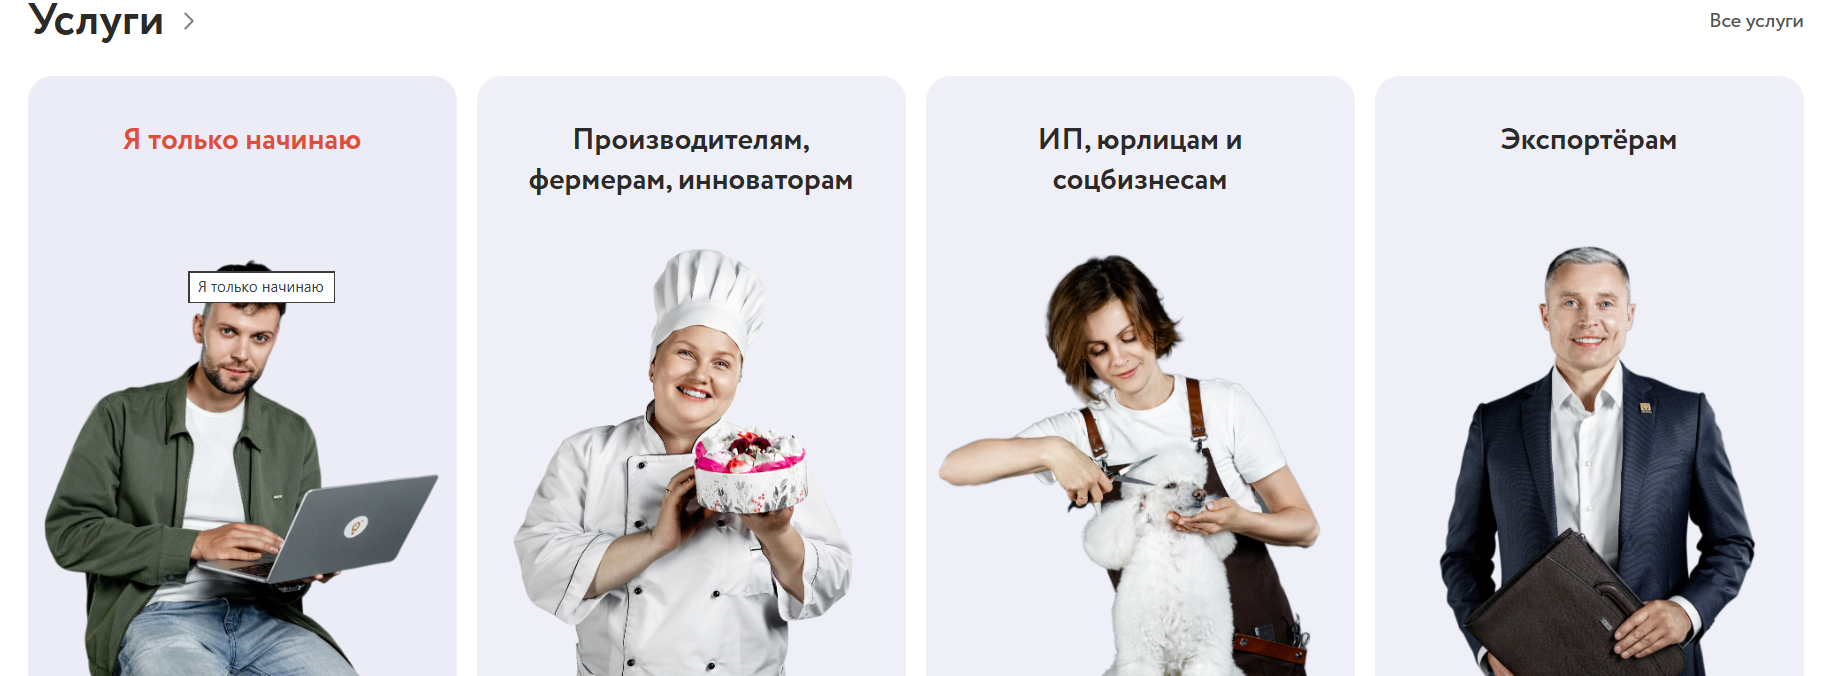 Услуги
Все услуги
Я только начинаю
Производителям,
фермерам, инноваторам
ИП, юрлицам и
соцбизнесам
Экспортёрам
Я только начинаю